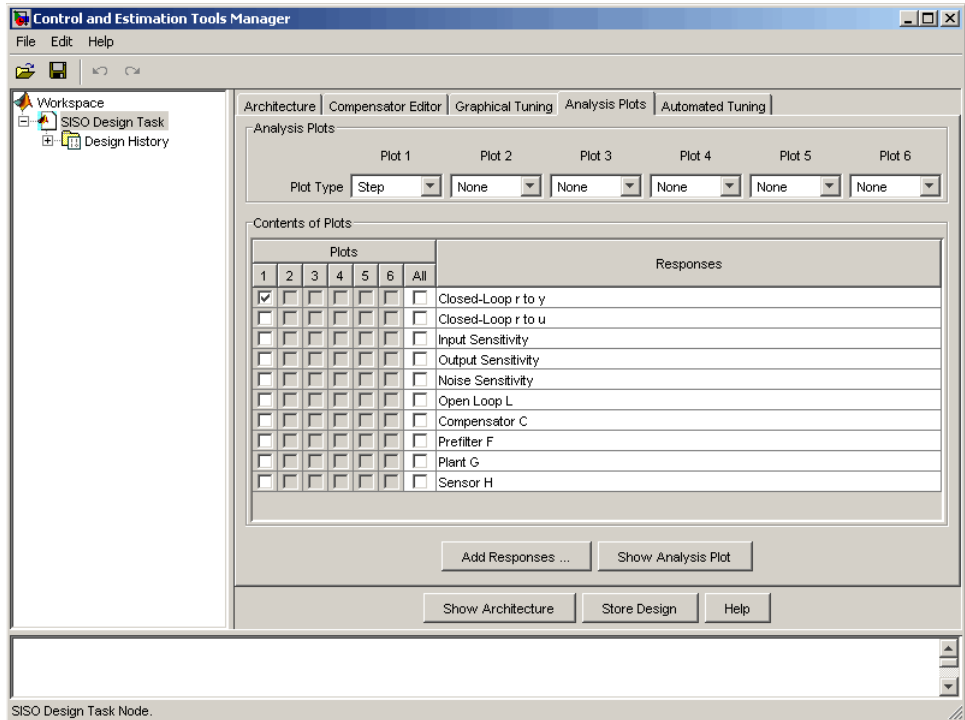 Control and Estimation Tools Manager
File Edit Help
Workspace
SISO Design Task
Design History
Architecture Compensator Editor Graphical Tuning Analysis Plots Automated Tuning
Analysis Plots
Plot 1 Plot 2 Plot 3 Plot 4 Plot 5 Plot 6
Plot Type Step None None None None None
Contents of Plots
Plots
Responses
1 2 3 4 5 6 All
Closed-Loop r to y
Closed-Loop r to u
Input Sensitivity
Output Sensitivity
Noise Sensitivity
Open Loop L
Compensator C
Prefilter F
Plant G
Sensor H
Add Responses ... Show Analysis Plot
Show Architecture Store Design Help
SISO Design Task Node.